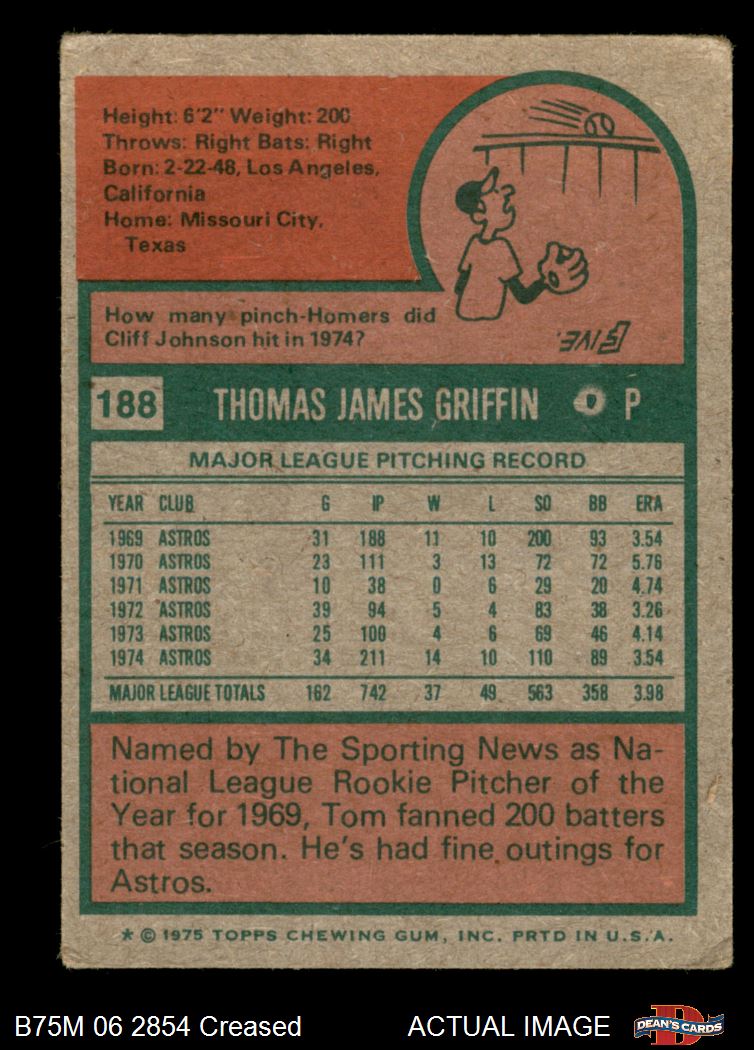 Height: 6'2" Weight: 200
Throws: Right Bats: Right
Born: 2-22-48, Los Angeles,
California
Home: Missouri City,
Texas
How many pinch-Homers did
Cliff Johnson hit in 1974?
FIVE.
188 THOMAS JAMES GRIFFIN P
MAJOR LEAGUE PITCHING RECORD
YEAR CLUB G IP W L SO BB ERA
1969 ASTROS 31 188 11 10 200 93 3.54
1970 ASTROS 23 111 3 13 72 72 5.76
1971 ASTROS 10 38 0 6 29 20 4.74
1972 ASTROS 39 94 5 4 83 38 3.26
1973 ASTROS 25 100 4 6 69 46 4.14
1974 ASTROS 34 211 14 10 110 89 3.54
MAJOR LEAGUE TOTALS 162 742 37 49 563 358 3.98
Named by The Sporting News as Na-
tional League Rookie Pitcher of the
Year for 1969, Tom fanned 200 batters
that season. He's had fine outings for
Astros.
* © 1975 TOPPS CHEWING GUM, INC. PRTD IN U.S.A.
B75M 06 2854 Creased ACTUAL IMAGE
D
DEAN'S CARDS